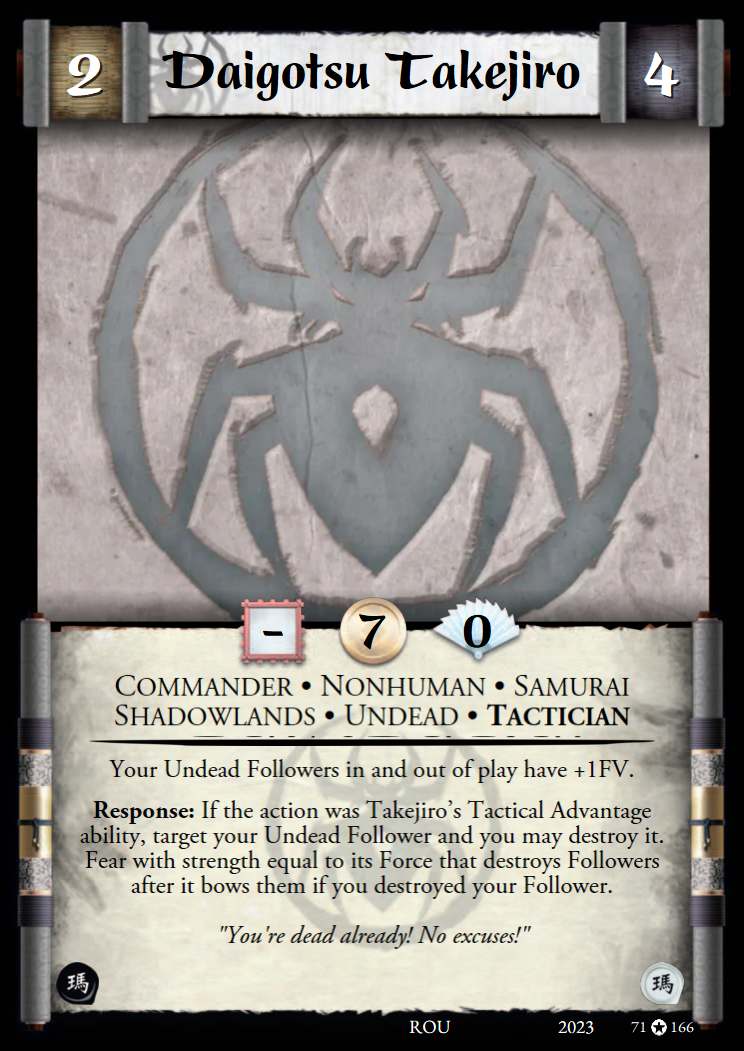 2 Daigotsu Takejiro 4
- 7 0
COMMANDER • NONHUMAN • SAMURAI
SHADOWLANDS • UNDEAD • TACTICIAN
Your Undead Followers in and out of play have +1FV.
Response: If the action was Takejiro's Tactical Advantage
ability, target your Undead Follower and you may destroy it.
Fear with strength equal to its Force that destroys Followers
after it bows them if you destroyed your Follower.
"You're dead already! No excuses!"
瑪 瑪
ROU 2023 71 166